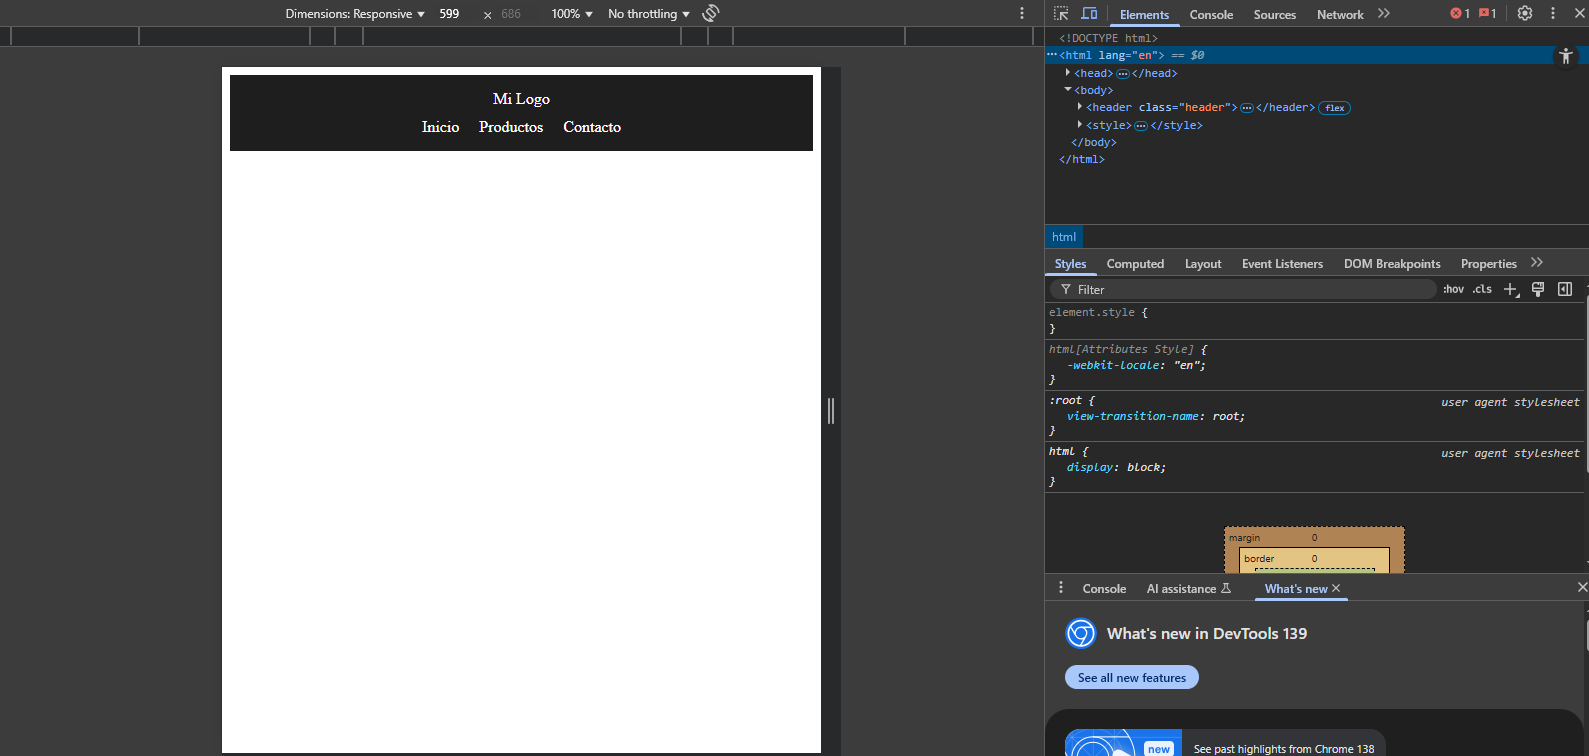 Dimensions: Responsive 599 × 686 100% No throttling
Elements Console Sources Network 1 1
<!DOCTYPE html>
<html lang="en"> == $0
<head> </head>
<body>
<header class="header"> </header> flex
<style> </style>
</body>
</html>
Mi Logo
Inicio Productos Contacto
html
Styles Computed Layout Event Listeners DOM Breakpoints Properties
Filter :hov .cls
element.style {
}
html[Attributes Style] {
-webkit-locale: "en";
}
:root { user agent stylesheet
view-transition-name: root;
}
html { user agent stylesheet
display: block;
}
margin 0
border 0
Console AI assistance What's new
What's new in DevTools 139
See all new features
new See past highlights from Chrome 138